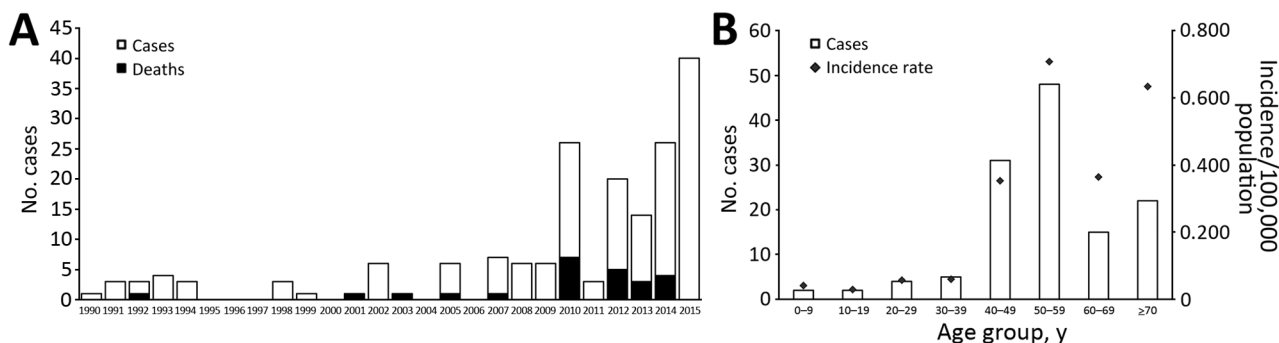 A
45
40
35
30
25
20
15
10
5
0
No. cases
Cases
Deaths
1990 1991 1992 1993 1994 1995 1996 1997 1998 1999 2000 2001 2002 2003 2004 2005 2006 2007 2008 2009 2010 2011 2012 2013 2014 2015
B
60
50
40
30
20
10
0
No. cases
Cases
Incidence rate
0.800
0.600
0.400
0.200
0
Incidence/100,000
population
0–9 10–19 20–29 30–39 40–49 50–59 60–69 ≥70
Age group, y